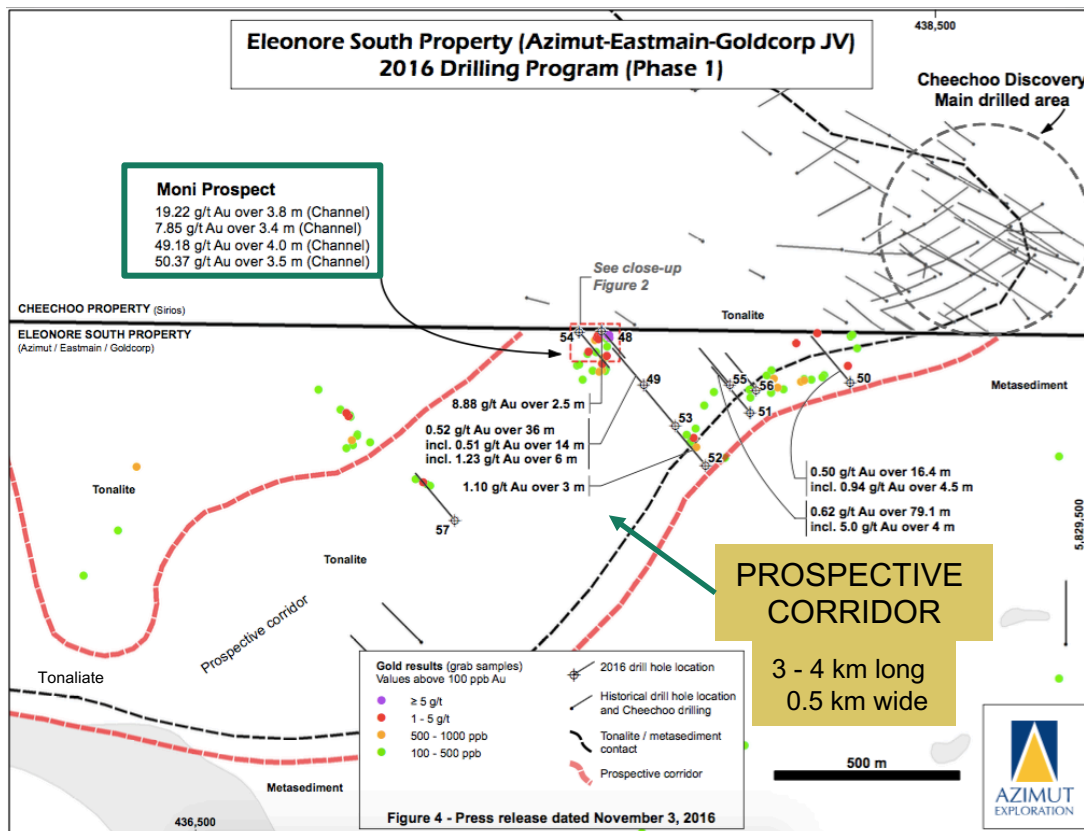 Eleonore South Property (Azimut-Eastmain-Goldcorp JV)
2016 Drilling Program (Phase 1)
438,500
Cheechoo Discovery
Main drilled area
Moni Prospect
19.22 g/t Au over 3.8 m (Channel)
7.85 g/t Au over 3.4 m (Channel)
49.18 g/t Au over 4.0 m (Channel)
50.37 g/t Au over 3.5 m (Channel)
See close-up
Figure 2
CHEECHOO PROPERTY (Sirios)
Tonalite
ELEONORE SOUTH PROPERTY
(Azimut / Eastmain / Goldcorp)
54
48
49
55
56
50
51
53
52
57
Metasediment
8.88 g/t Au over 2.5 m
0.52 g/t Au over 36 m
incl. 0.51 g/t Au over 14 m
incl. 1.23 g/t Au over 6 m
1.10 g/t Au over 3 m
0.50 g/t Au over 16.4 m
incl. 0.94 g/t Au over 4.5 m
0.62 g/t Au over 79.1 m
incl. 5.0 g/t Au over 4 m
5,829,500
Tonalite
Tonalite
Prospective corridor
PROSPECTIVE
CORRIDOR
3 - 4 km long
0.5 km wide
Tonaliate
Metasediment
436,500
Gold results (grab samples)
Values above 100 ppb Au
≥ 5 g/t
1 - 5 g/t
500 - 1000 ppb
100 - 500 ppb
2016 drill hole location
Historical drill hole location
and Cheechoo drilling
Tonalite / metasediment
contact
Prospective corridor
Figure 4 - Press release dated November 3, 2016
500 m
AZIMUT
EXPLORATION